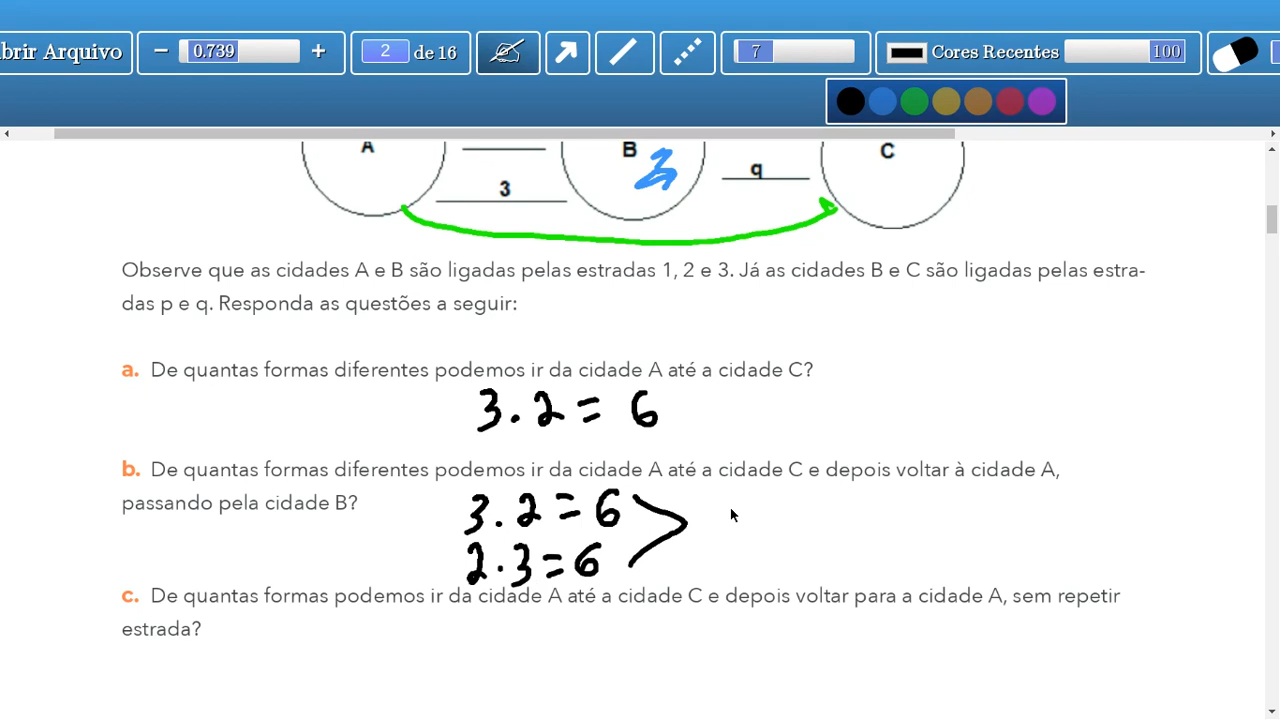 brir Arquivo − 0.739 + 2 de 16 7 Cores Recentes 100
A B C
2 q
3
Observe que as cidades A e B são ligadas pelas estradas 1, 2 e 3. Já as cidades B e C são ligadas pelas estra-
das p e q. Responda as questões a seguir:
a. De quantas formas diferentes podemos ir da cidade A até a cidade C?
3.2 = 6
b. De quantas formas diferentes podemos ir da cidade A até a cidade C e depois voltar à cidade A,
passando pela cidade B?
3.2 = 6
2.3 = 6
c. De quantas formas podemos ir da cidade A até a cidade C e depois voltar para a cidade A, sem repetir
estrada?